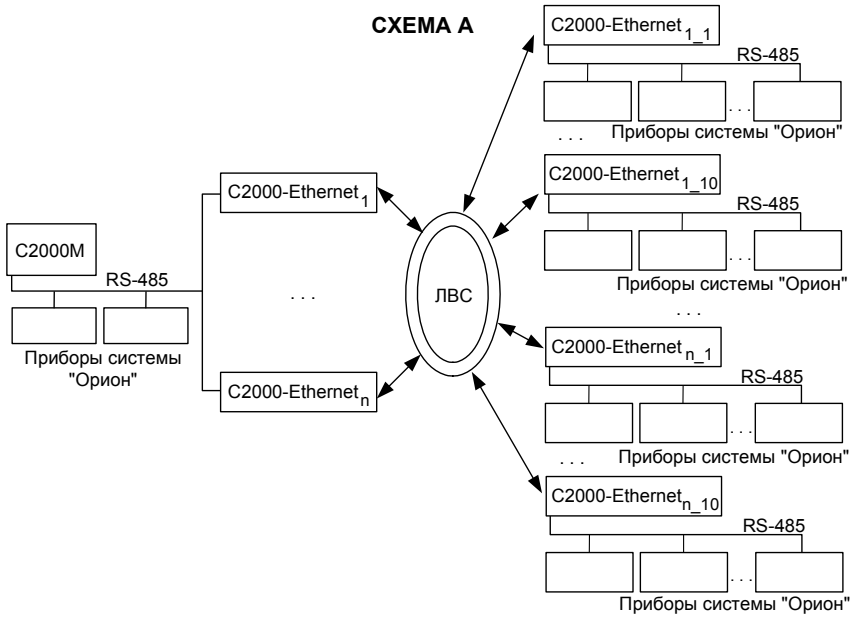 СХЕМА А
С2000-Ethernet1_1
RS-485
. . .
Приборы системы "Орион"
. . .
С2000-Ethernet1_10
RS-485
. . .
Приборы системы "Орион"
. . .
С2000-Ethernet1
С2000М
RS-485
Приборы системы
"Орион"
. . .
С2000-Ethernetn
ЛВС
С2000-Ethernetn_1
RS-485
. . .
Приборы системы "Орион"
. . .
С2000-Ethernetn_10
RS-485
. . .
Приборы системы "Орион"